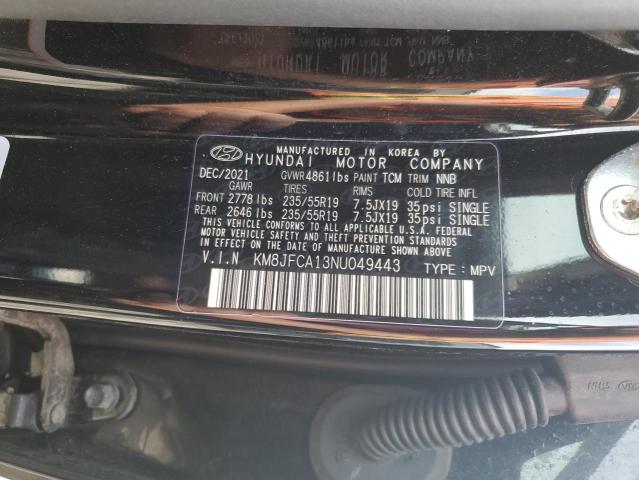 MANUFACTURED IN KOREA BY
HYUNDAI MOTOR COMPANY
DEC/2021 GVWR4861lbs PAINT TCM TRIM NNB
GAWR TIRES RIMS COLD TIRE INFL
FRONT 2778 lbs 235/55R19 7.5JX19 35psi SINGLE
REAR 2646 lbs 235/55R19 7.5JX19 35psi SINGLE
THIS VEHICLE CONFORMS TO ALL APPLICABLE U.S.A. FEDERAL
MOTOR VEHICLE SAFETY, BUMPER, AND THEFT PREVENTION
STANDARDS IN EFFECT ON THE DATE OF MANUFACTURE SHOWN ABOVE.
V.I.N KM8JFCA13NU049443 TYPE : MPV